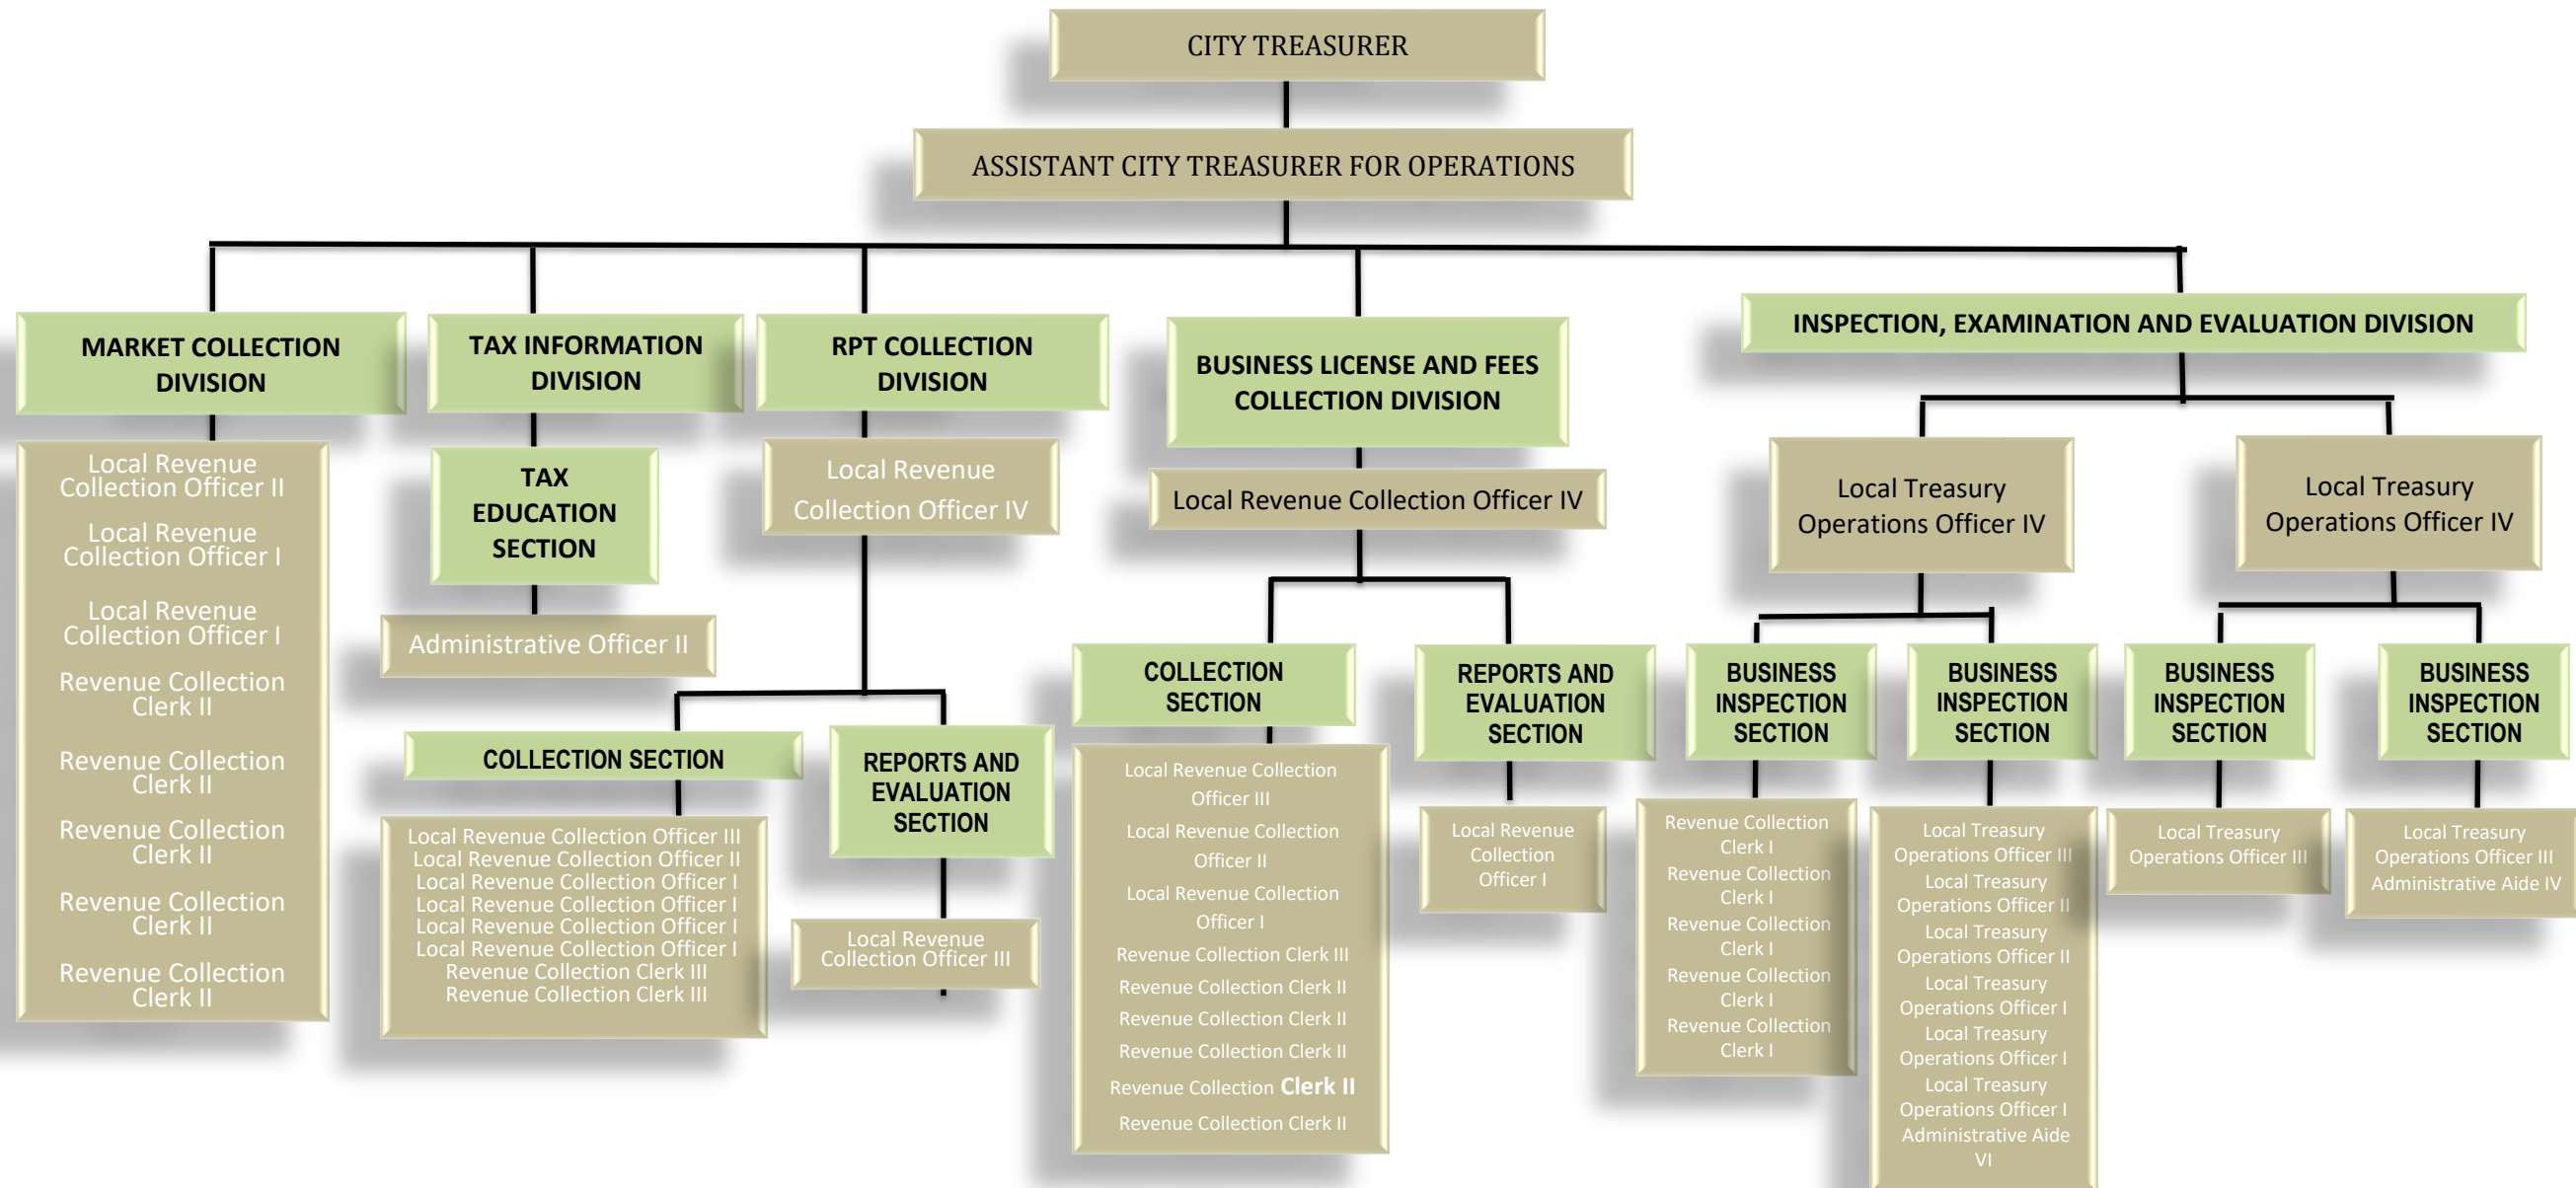 CITY TREASURER
ASSISTANT CITY TREASURER FOR OPERATIONS
MARKET COLLECTION
DIVISION
Local Revenue
Collection Officer II
Local Revenue
Collection Officer I
Local Revenue
Collection Officer I
Revenue Collection
Clerk II
Revenue Collection
Clerk II
Revenue Collection
Clerk II
Revenue Collection
Clerk II
Revenue Collection
Clerk II
TAX INFORMATION
DIVISION
TAX
EDUCATION
SECTION
Administrative Officer II
RPT COLLECTION
DIVISION
Local Revenue
Collection Officer IV
COLLECTION SECTION
Local Revenue Collection Officer III
Local Revenue Collection Officer II
Local Revenue Collection Officer I
Local Revenue Collection Officer I
Local Revenue Collection Officer I
Local Revenue Collection Officer I
Revenue Collection Clerk III
Revenue Collection Clerk III
REPORTS AND
EVALUATION
SECTION
Local Revenue
Collection Officer III
BUSINESS LICENSE AND FEES
COLLECTION DIVISION
Local Revenue Collection Officer IV
COLLECTION
SECTION
Local Revenue Collection
Officer III
Local Revenue Collection
Officer II
Local Revenue Collection
Officer I
Revenue Collection Clerk III
Revenue Collection Clerk II
Revenue Collection Clerk II
Revenue Collection Clerk II
Revenue Collection Clerk II
Revenue Collection Clerk II
REPORTS AND
EVALUATION
SECTION
Local Revenue
Collection
Officer I
INSPECTION, EXAMINATION AND EVALUATION DIVISION
Local Treasury
Operations Officer IV
BUSINESS
INSPECTION
SECTION
Revenue Collection
Clerk I
Revenue Collection
Clerk I
Revenue Collection
Clerk I
Revenue Collection
Clerk I
Revenue Collection
Clerk I
BUSINESS
INSPECTION
SECTION
Local Treasury
Operations Officer III
Local Treasury
Operations Officer II
Local Treasury
Operations Officer II
Local Treasury
Operations Officer I
Local Treasury
Operations Officer I
Local Treasury
Operations Officer I
Administrative Aide
VI
Local Treasury
Operations Officer IV
BUSINESS
INSPECTION
SECTION
Local Treasury
Operations Officer III
BUSINESS
INSPECTION
SECTION
Local Treasury
Operations Officer III
Administrative Aide IV